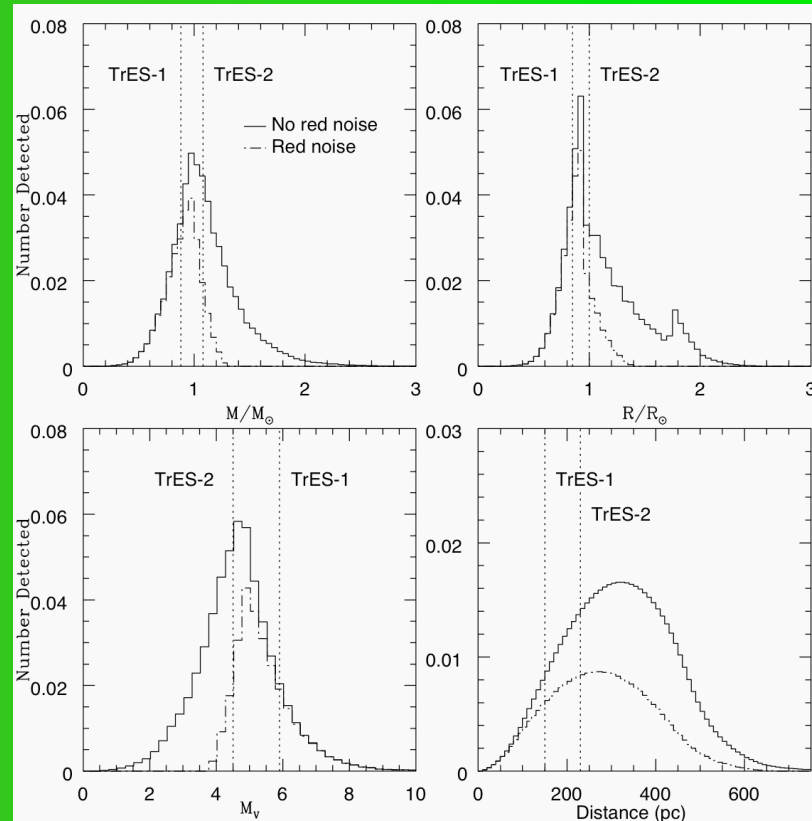 0.08
0.06
0.04
0.02
0
Number Detected
TrES-1
TrES-2
No red noise
Red noise
0
1
2
3
M/M☉
0.08
0.06
0.04
0.02
0
TrES-1
TrES-2
0
1
2
3
R/R☉
0.08
0.06
0.04
0.02
0
Number Detected
TrES-2
TrES-1
0
2
4
6
8
10
Mv
0.03
0.02
0.01
0
TrES-1
TrES-2
0
200
400
600
Distance (pc)